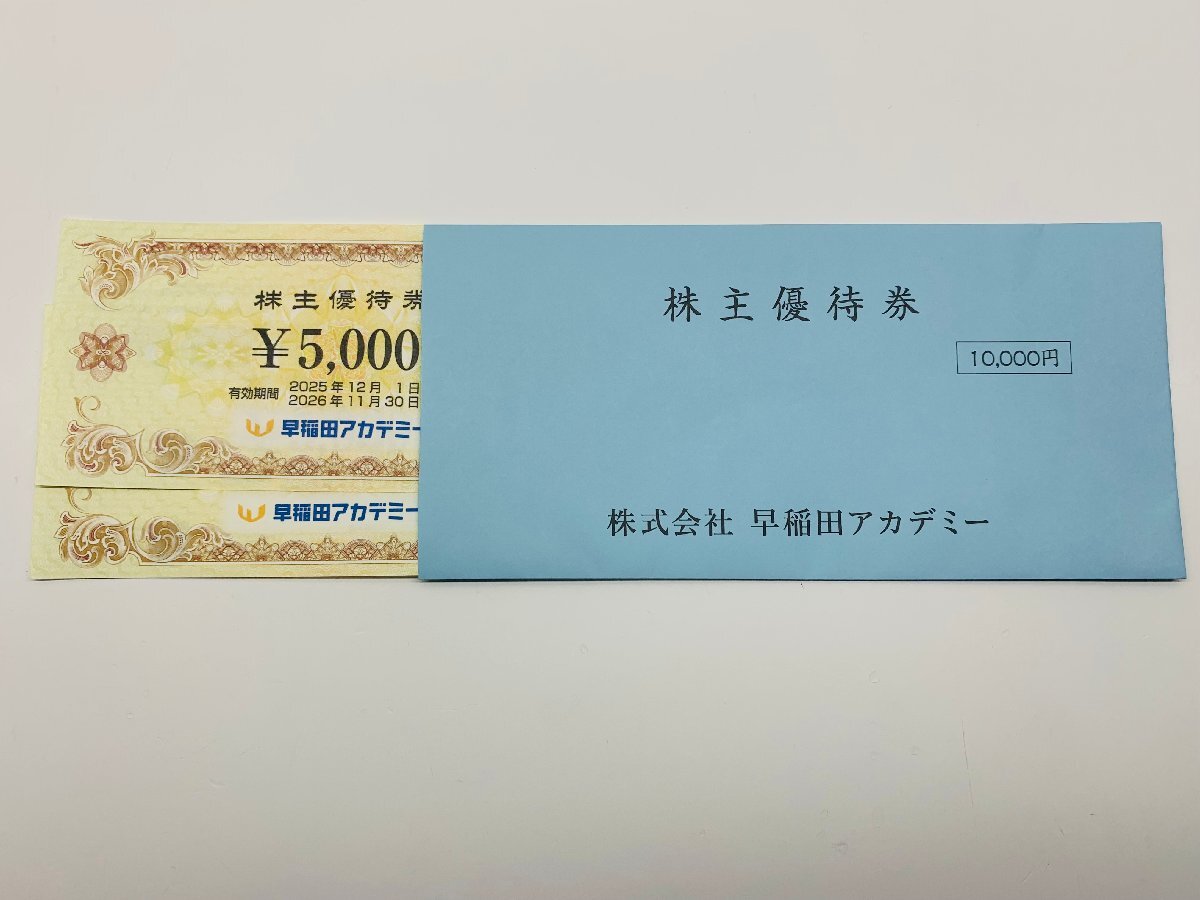 株主優待券
¥5,000
有効期間 2025年12月 1日
2026年11月30日
早稲田アカデミー
早稲田アカデミー
株主優待券
10,000円
株式会社 早稲田アカデミー